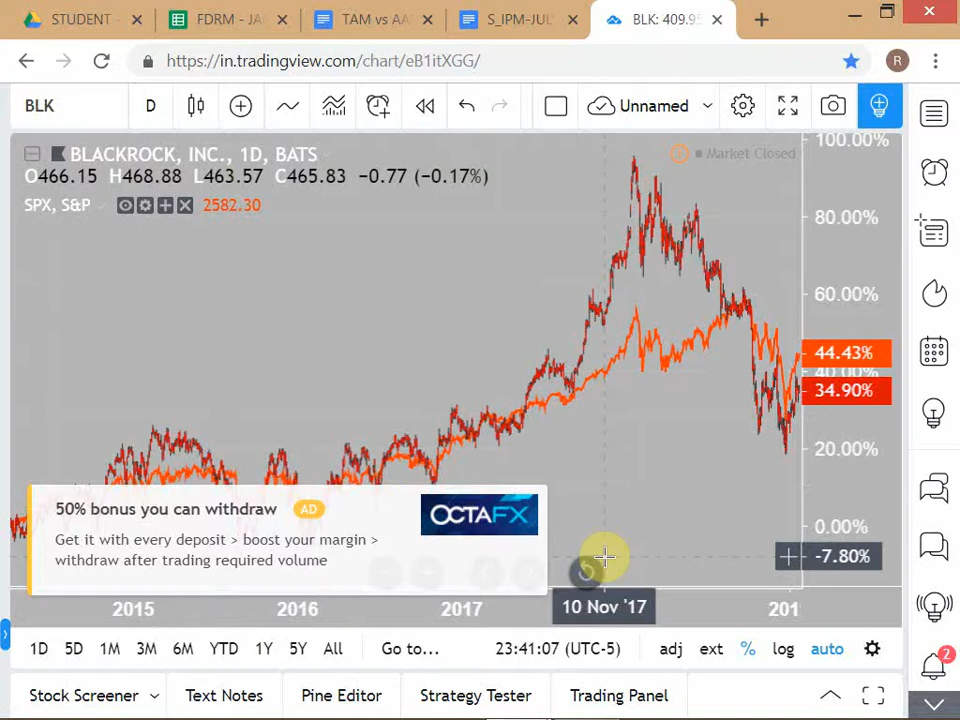 STUDENT
FDRM - JA
TAM vs AA
S_IPM-JUL
BLK: 409.95
https://in.tradingview.com/chart/eB1itXGG/
R
BLK
D
Unnamed
BLACKROCK, INC., 1D, BATS
Market Closed
O466.15 H468.88 L463.57 C465.83 −0.77 (−0.17%)
SPX, S&P
2582.30
100.00%
80.00%
60.00%
44.43%
40.00%
34.90%
20.00%
0.00%
-7.80%
50% bonus you can withdraw AD
Get it with every deposit > boost your margin >
withdraw after trading required volume
OCTAFX
2015
2016
2017
10 Nov '17
201
1D 5D 1M 3M 6M YTD 1Y 5Y All Go to... 23:41:07 (UTC-5) adj ext % log auto
Stock Screener Text Notes Pine Editor Strategy Tester Trading Panel
2